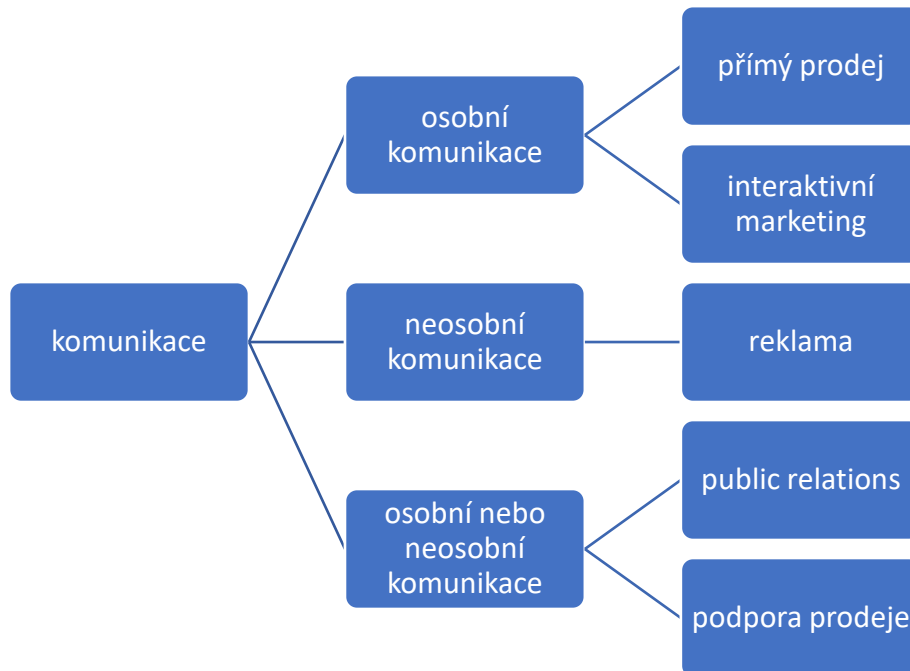 komunikace
osobní
komunikace
přímý prodej
interaktivní
marketing
neosobní
komunikace
reklama
osobní nebo
neosobní
komunikace
public relations
podpora prodeje